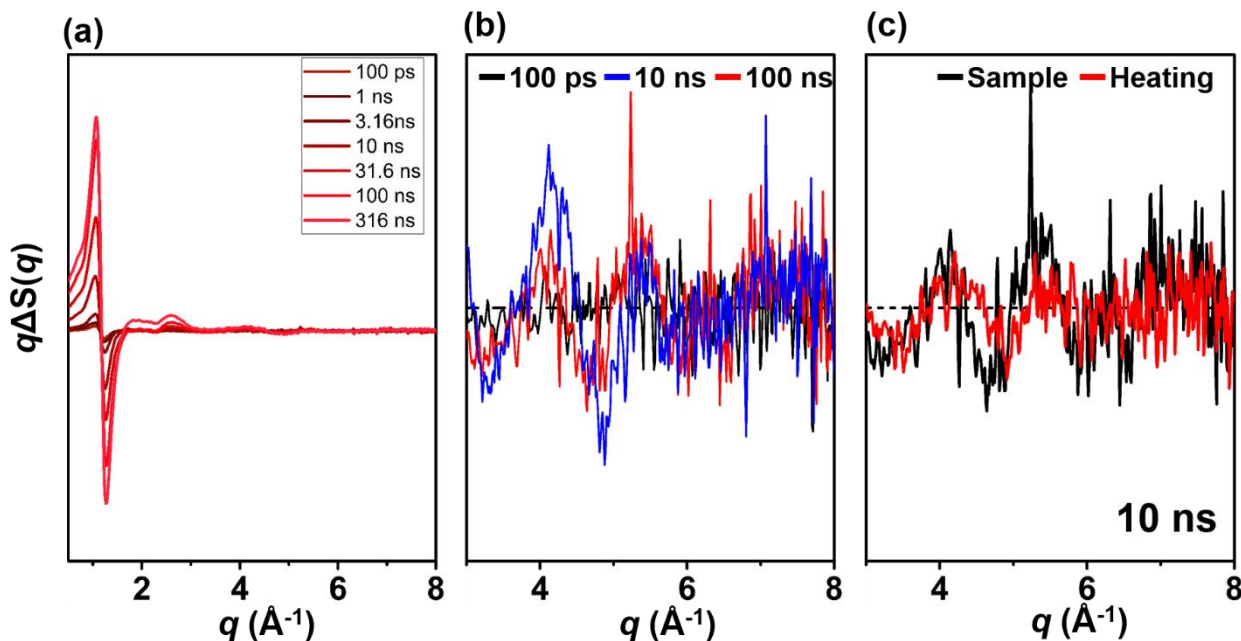 (a)
(b)
(c)
100 ps
1 ns
3.16ns
10 ns
31.6 ns
100 ns
316 ns
100 ps 10 ns 100 ns
Sample Heating
10 ns
qΔS(q)
2 4 6 8
4 6 8
4 6 8
q (Å⁻¹)
q (Å⁻¹)
q (Å⁻¹)